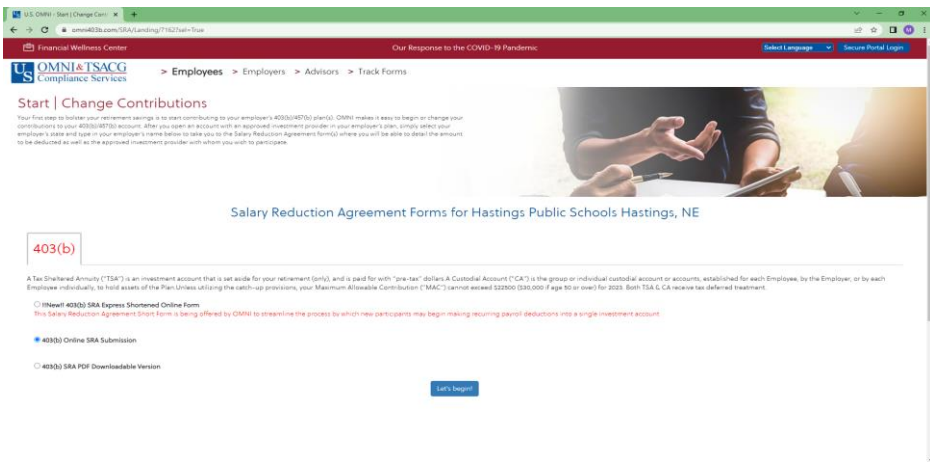 U.S. OMNI - Start | Change Contr
omni403b.com/SRA/Landing/7162?sel=True
Financial Wellness Center
Our Response to the COVID-19 Pandemic
Select Language
Secure Portal Login
US OMNI & TSACG
Compliance Services
> Employees > Employers > Advisors > Track Forms
Start | Change Contributions
Your first step to bolster your retirement savings is to start contributing to your employer's 403(b)/457(b) plan(s). OMNI makes it easy to begin or change your
contributions to your 403(b)/457(b) account. After you open an account with an approved investment provider in your employer's plan, simply select your
employer's state and type in your employer's name below to take you to the Salary Reduction Agreement form(s) where you will be able to detail the amount
to be deducted as well as the approved investment provider with whom you wish to participate.
Salary Reduction Agreement Forms for Hastings Public Schools Hastings, NE
403(b)
A Tax Sheltered Annuity ("TSA") is an investment account that is set aside for your retirement (only), and is paid for with "pre-tax" dollars.A Custodial Account ("CA") is the group or individual custodial account or accounts, established for each Employee, by the Employer, or by each
Employee individually, to hold assets of the Plan.Unless utilizing the catch-up provisions, your Maximum Allowable Contribution ("MAC") cannot exceed $22500 ($30,000 if age 50 or over) for 2023. Both TSA & CA receive tax deferred treatment.
!!New!! 403(b) SRA Express Shortened Online Form
This Salary Reduction Agreement Short Form is being offered by OMNI to streamline the process by which new participants may begin making recurring payroll deductions into a single investment account
403(b) Online SRA Submission
403(b) SRA PDF Downloadable Version
Let's begin!